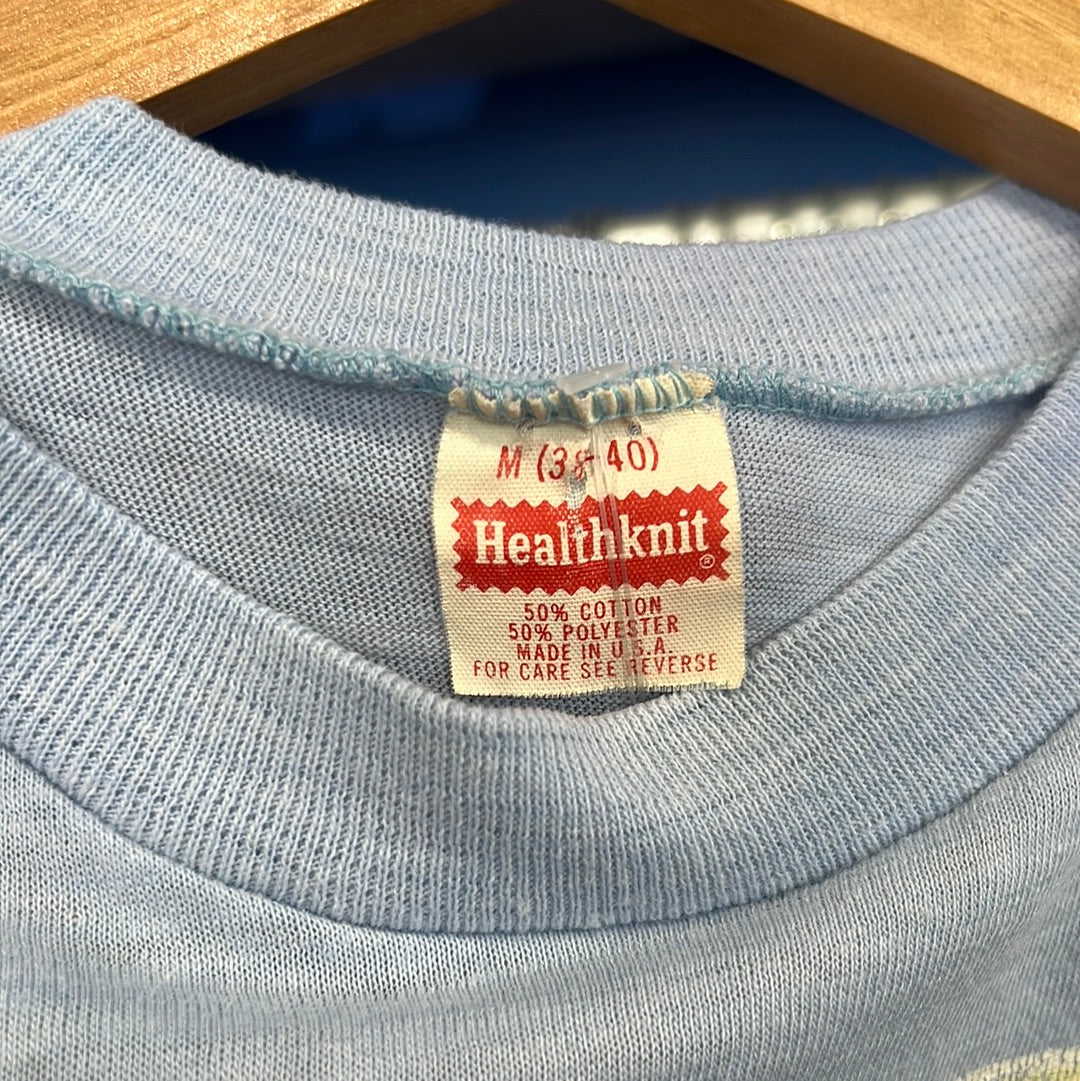 M (38-40)
Healthknit®
50% COTTON
50% POLYESTER
MADE IN U.S.A.
FOR CARE SEE REVERSE